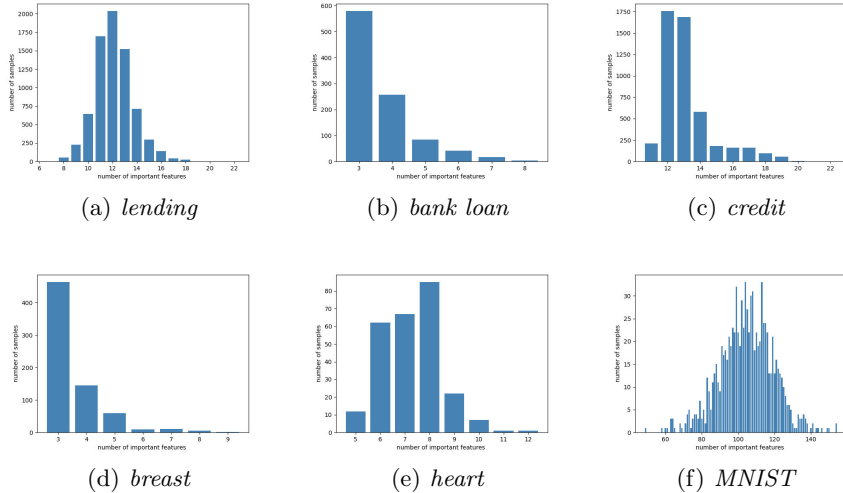 2000
1750
1500
1250
1000
750
500
250
0
number of samples
6 8 10 12 14 16 18 20 22
number of important features
(a) lending
600
500
400
300
200
100
0
number of samples
3 4 5 6 7 8
number of important features
(b) bank loan
1750
1500
1250
1000
750
500
250
0
number of samples
12 14 16 18 20 22
number of important features
(c) credit
400
300
200
100
0
number of samples
3 4 5 6 7 8 9
number of important features
(d) breast
80
70
60
50
40
30
20
10
0
number of samples
5 6 7 8 9 10 11 12
number of important features
(e) heart
30
25
20
15
10
5
0
number of samples
60 80 100 120 140
number of important features
(f) MNIST